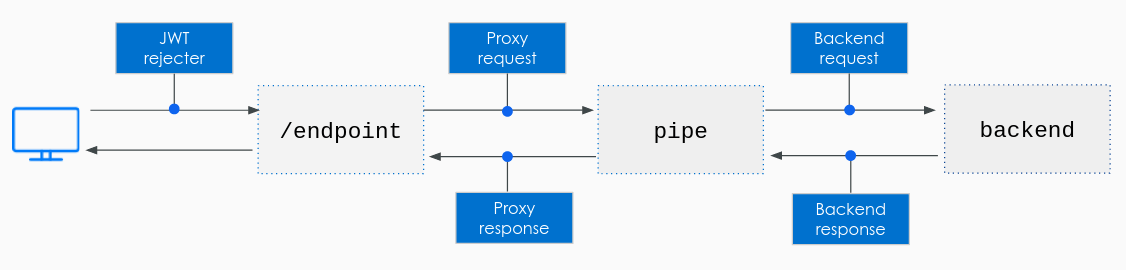 JWT
rejecter
Proxy
request
Backend
request
/endpoint
pipe
backend
Proxy
response
Backend
response